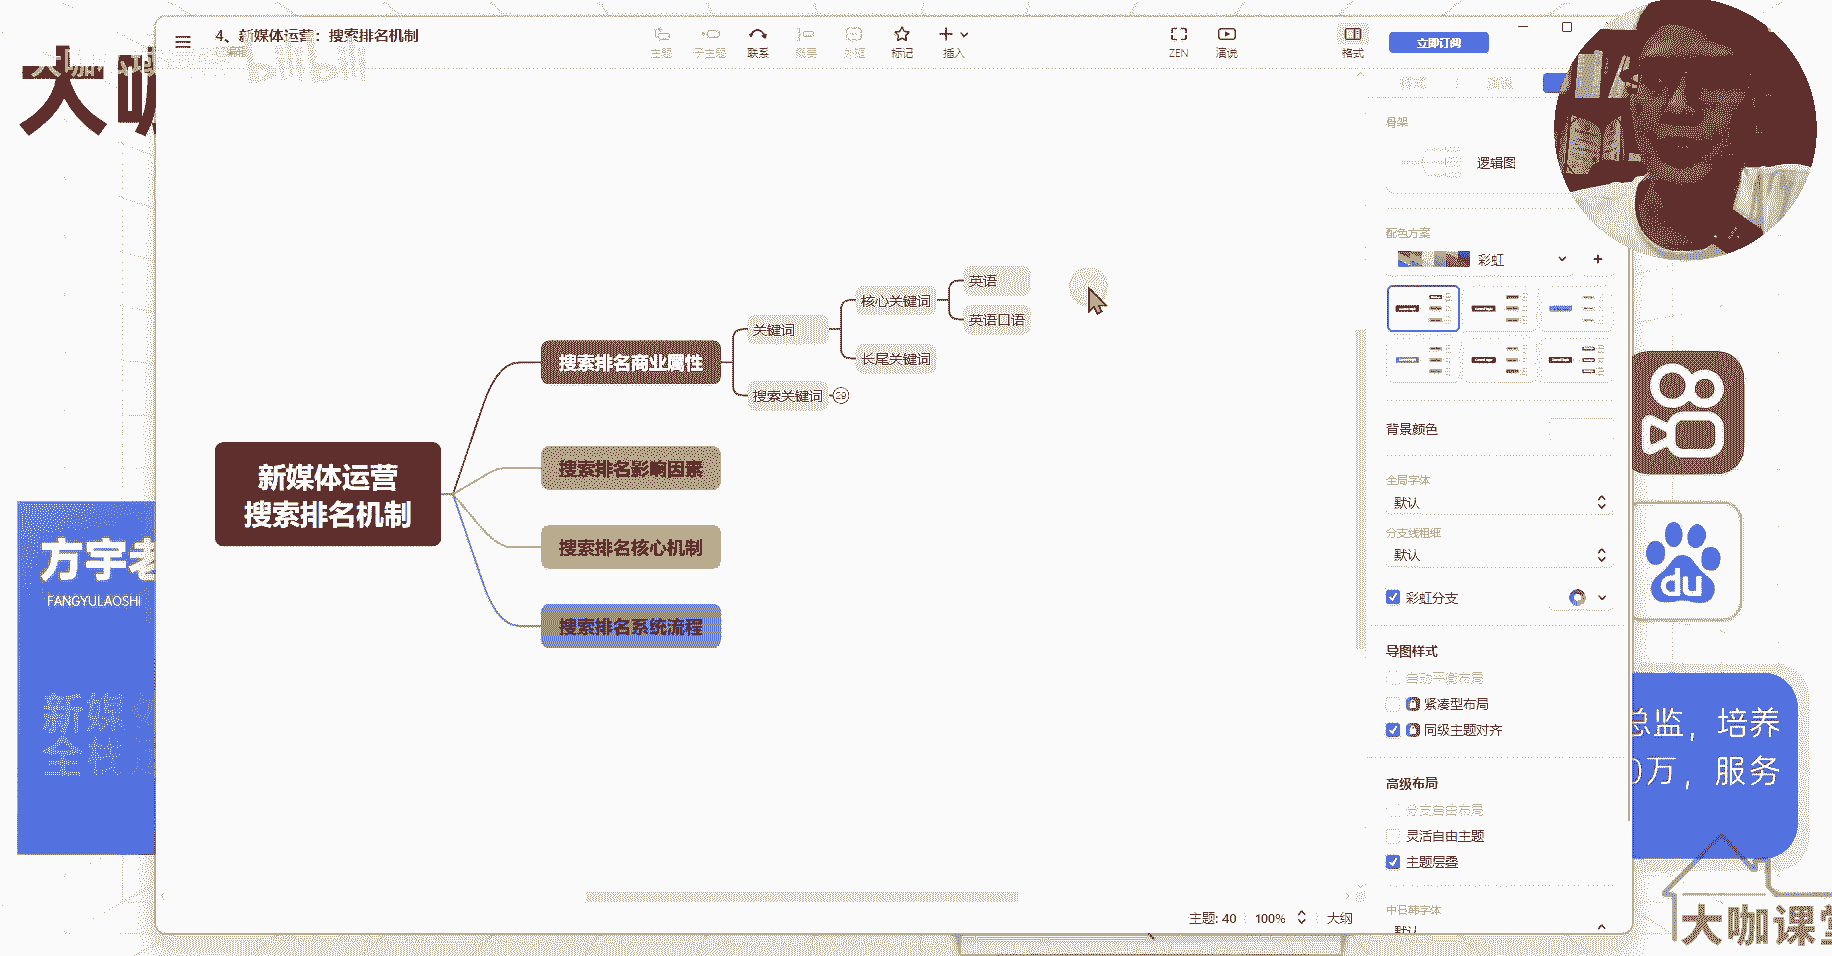 4、新媒体运营：搜索排名机制
已编辑
bilibili
大咖
主题
子主题
联系
概要
外框
标记
插入
ZEN
演说
格式
立即订阅
样式
演说
骨架
逻辑图
配色方案
彩虹
背景颜色
全局字体
默认
分支线粗细
默认
彩虹分支
导图样式
自动平衡布局
紧凑型布局
同级主题对齐
高级布局
分支自由布局
灵活自由主题
主题层叠
中日韩字体
默认
新媒体运营
搜索排名机制
搜索排名商业属性
关键词
核心关键词
英语
英语口语
长尾关键词
搜索关键词
29
搜索排名影响因素
搜索排名核心机制
搜索排名系统流程
主题: 40
100%
大纲
方宇老
FANGYULAOSHI
新媒体
全栈
du
总监，培养
0万，服务
大咖课堂